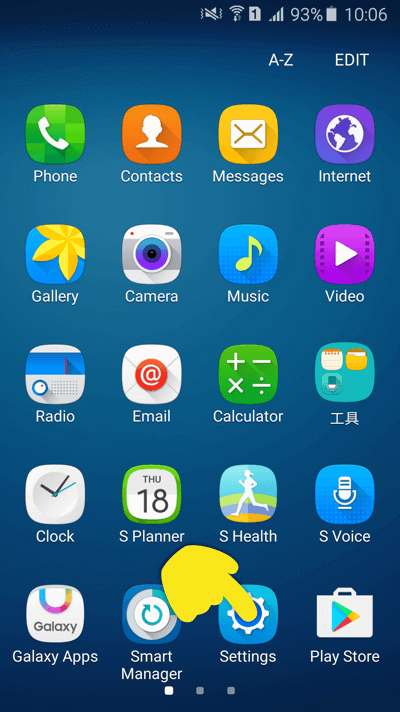 1 93% 10:06
A-Z EDIT
Phone Contacts Messages Internet
Gallery Camera Music Video
Radio Email Calculator 工具
THU
18
Clock S Planner S Health S Voice
Galaxy
Galaxy Apps Smart Manager Settings Play Store